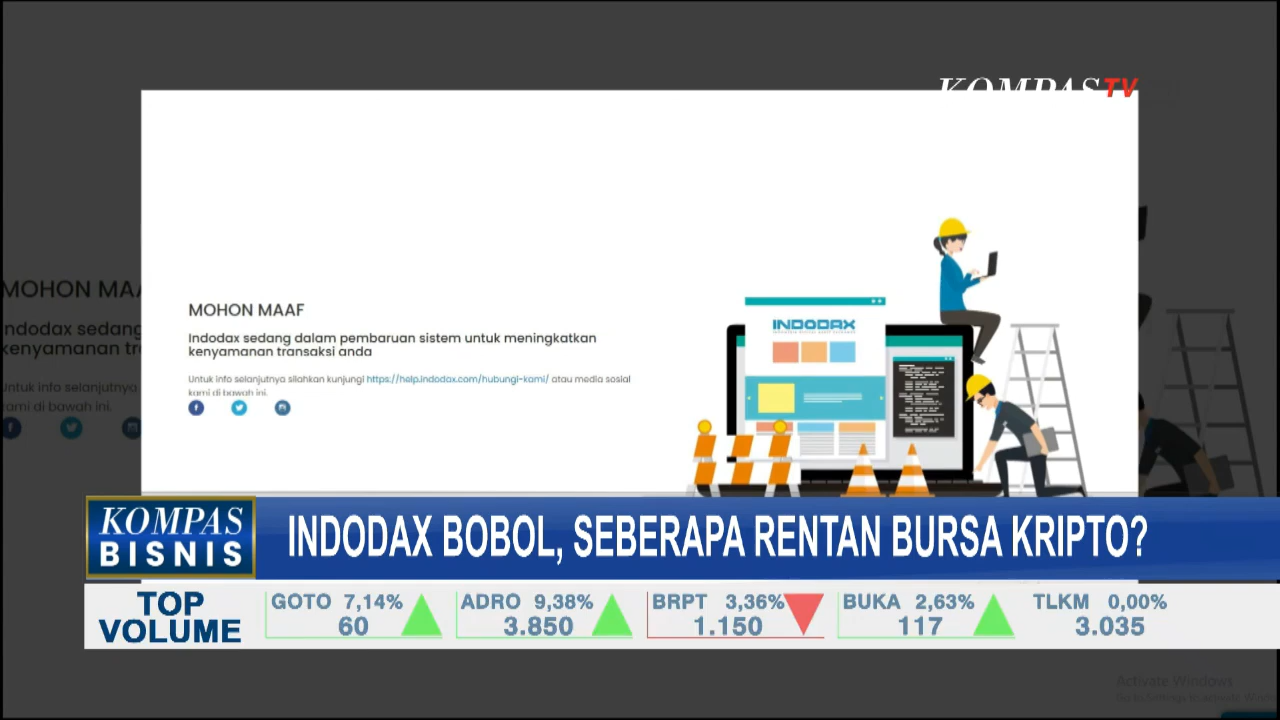 KOMPAS TV
MOHON MAAF
Indodax sedang dalam pembaruan sistem untuk meningkatkan
kenyamanan transaksi anda
Untuk info selanjutnya silahkan kunjungi https://help.indodax.com/hubungi-kami/ atau media sosial
kami di bawah ini.
INDODAX
MOHON MAA
ndodax sedang
kenyamanan tr
Untuk info selanjutnya
kami di bawah ini.
KOMPAS
BISNIS
INDODAX BOBOL, SEBERAPA RENTAN BURSA KRIPTO?
TOP
VOLUME
GOTO 7,14%
60
ADRO 9,38%
3.850
BRPT 3,36%
1.150
BUKA 2,63%
117
TLKM 0,00%
3.035
Activate Windows